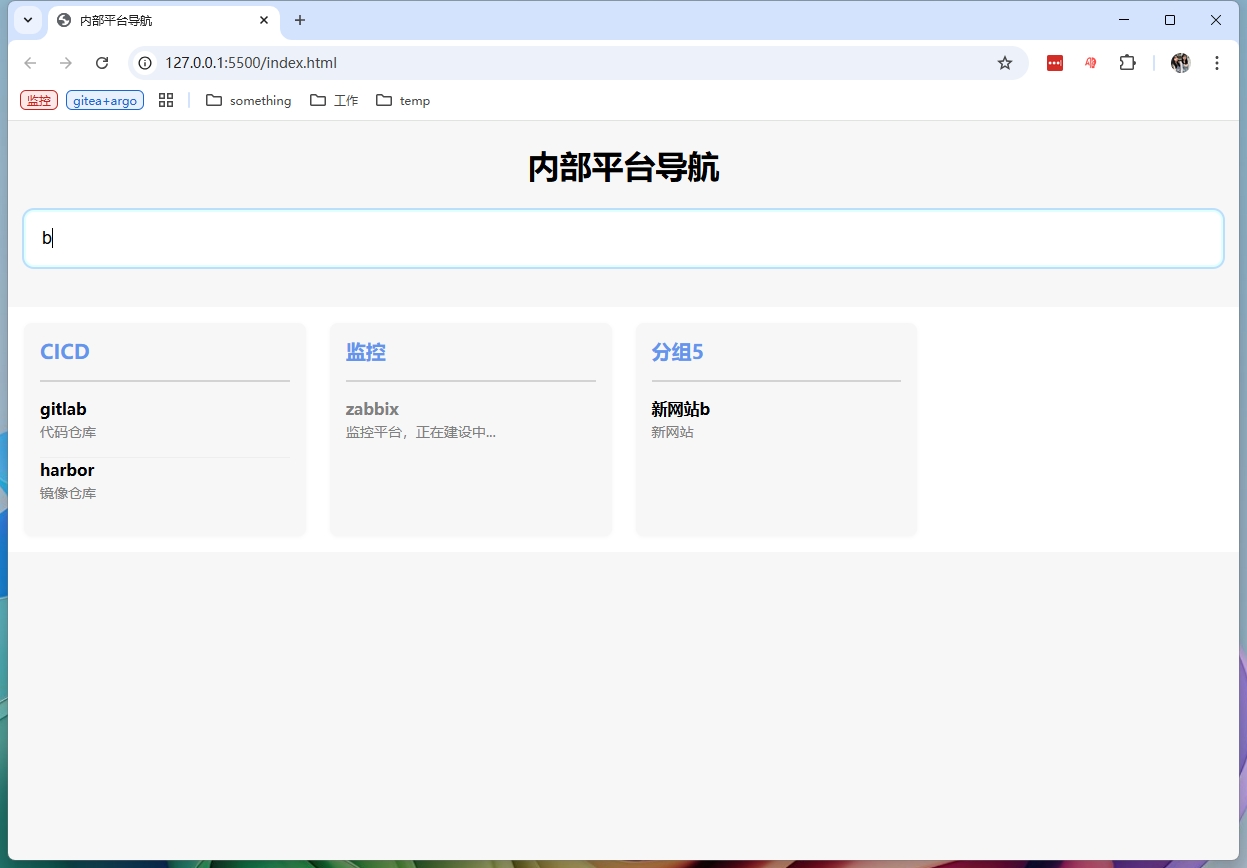 内部平台导航
127.0.0.1:5500/index.html
监控 gitea+argo something 工作 temp
内部平台导航
b
CICD
gitlab
代码仓库
harbor
镜像仓库
监控
zabbix
监控平台，正在建设中...
分组5
新网站b
新网站